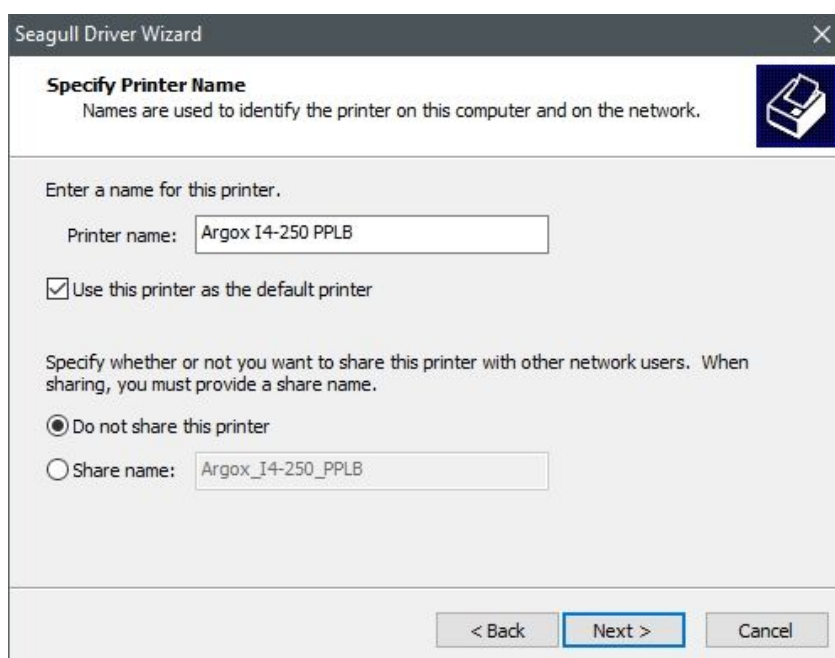 Seagull Driver Wizard
Specify Printer Name
Names are used to identify the printer on this computer and on the network.
Enter a name for this printer.
Printer name: Argox I4-250 PPLB
Use this printer as the default printer
Specify whether or not you want to share this printer with other network users.  When
sharing, you must provide a share name.
Do not share this printer
Share name: Argox_I4-250_PPLB
< Back Next > Cancel